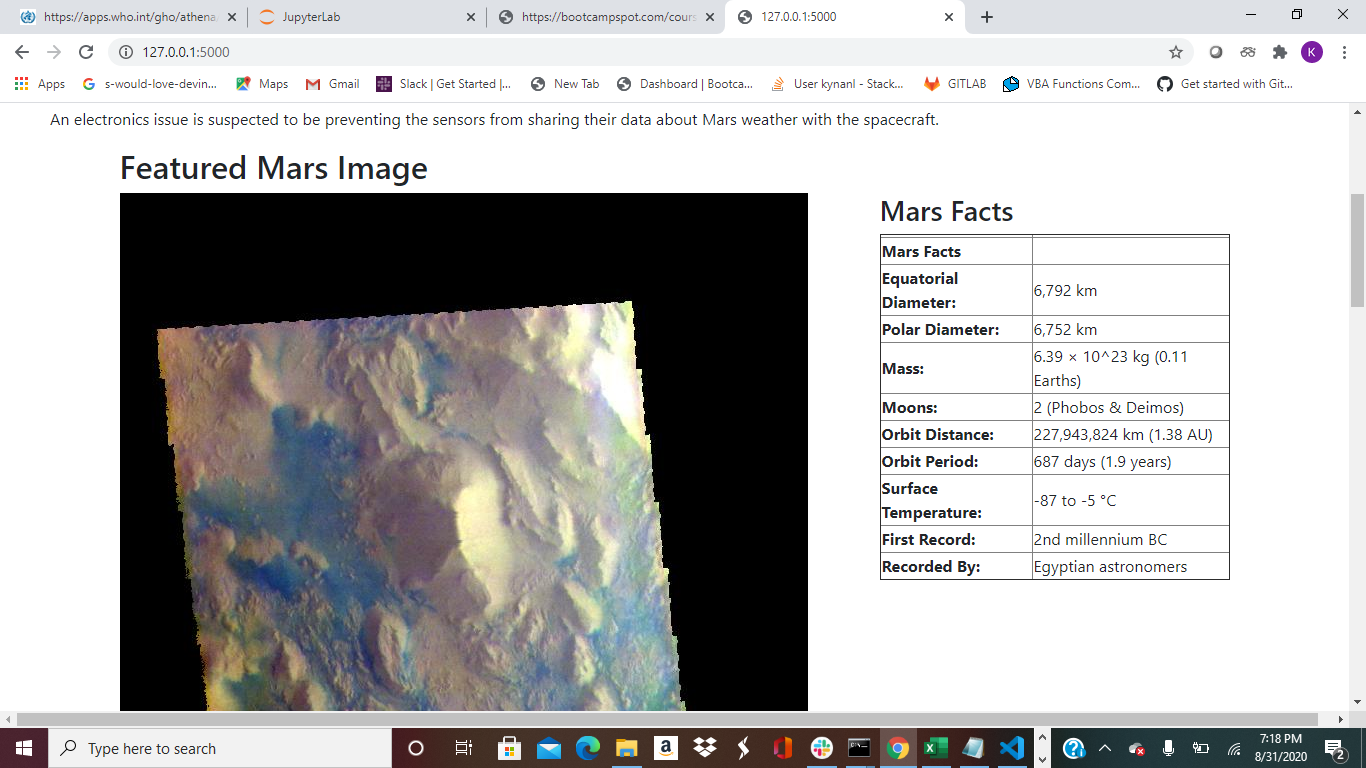 https://apps.who.int/gho/athena
JupyterLab
https://bootcampspot.com/cours
127.0.0.1:5000
127.0.0.1:5000
K
Apps
s-would-love-devin...
Maps
Gmail
Slack | Get Started |...
New Tab
Dashboard | Bootca...
User kynanl - Stack...
GITLAB
VBA Functions Com...
Get started with Git...
An electronics issue is suspected to be preventing the sensors from sharing their data about Mars weather with the spacecraft.
Featured Mars Image
Mars Facts
Mars Facts
Equatorial
Diameter:
6,792 km
Polar Diameter:
6,752 km
Mass:
6.39 × 10^23 kg (0.11
Earths)
Moons:
2 (Phobos & Deimos)
Orbit Distance:
227,943,824 km (1.38 AU)
Orbit Period:
687 days (1.9 years)
Surface
Temperature:
-87 to -5 °C
First Record:
2nd millennium BC
Recorded By:
Egyptian astronomers
Type here to search
7:18 PM
8/31/2020
2